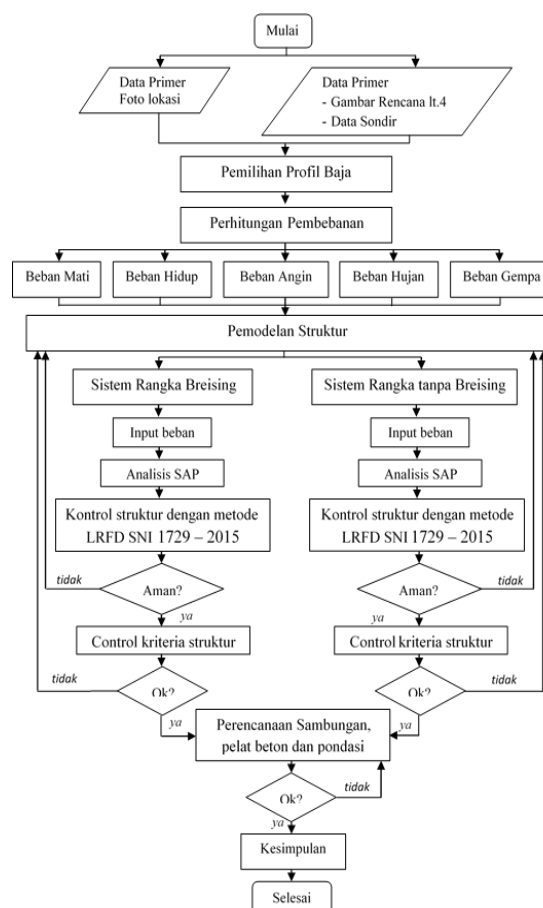 Mulai
Data Primer
Foto lokasi
Data Primer
- Gambar Rencana lt.4
- Data Sondir
Pemilihan Profil Baja
Perhitungan Pembebanan
Beban Mati
Beban Hidup
Beban Angin
Beban Hujan
Beban Gempa
Pemodelan Struktur
Sistem Rangka Breising
Sistem Rangka tanpa Breising
Input beban
Input beban
Analisis SAP
Analisis SAP
Kontrol struktur dengan metode
LRFD SNI 1729 – 2015
Kontrol struktur dengan metode
LRFD SNI 1729 – 2015
tidak
Aman?
ya
Aman?
tidak
ya
Control kriteria struktur
Control kriteria struktur
tidak
Ok?
ya
Ok?
tidak
ya
Perencanaan Sambungan,
pelat beton dan pondasi
Ok?
tidak
ya
Kesimpulan
Selesai